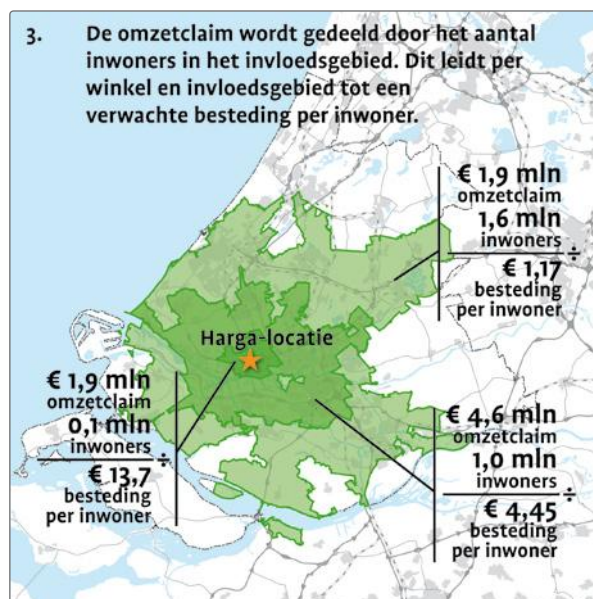 3. De omzetclaim wordt gedeeld door het aantal
inwoners in het invloedsgebied. Dit leidt per
winkel en invloedsgebied tot een
verwachte besteding per inwoner.
€ 1,9 mln
omzetclaim
1,6 mln
inwoners
÷
€ 1,17
besteding
per inwoner
Harga-locatie
€ 1,9 mln
omzetclaim
0,1 mln
inwoners
÷
€ 13,7
besteding
per inwoner
€ 4,6 mln
omzetclaim
1,0 mln
inwoners
÷
€ 4,45
besteding
per inwoner